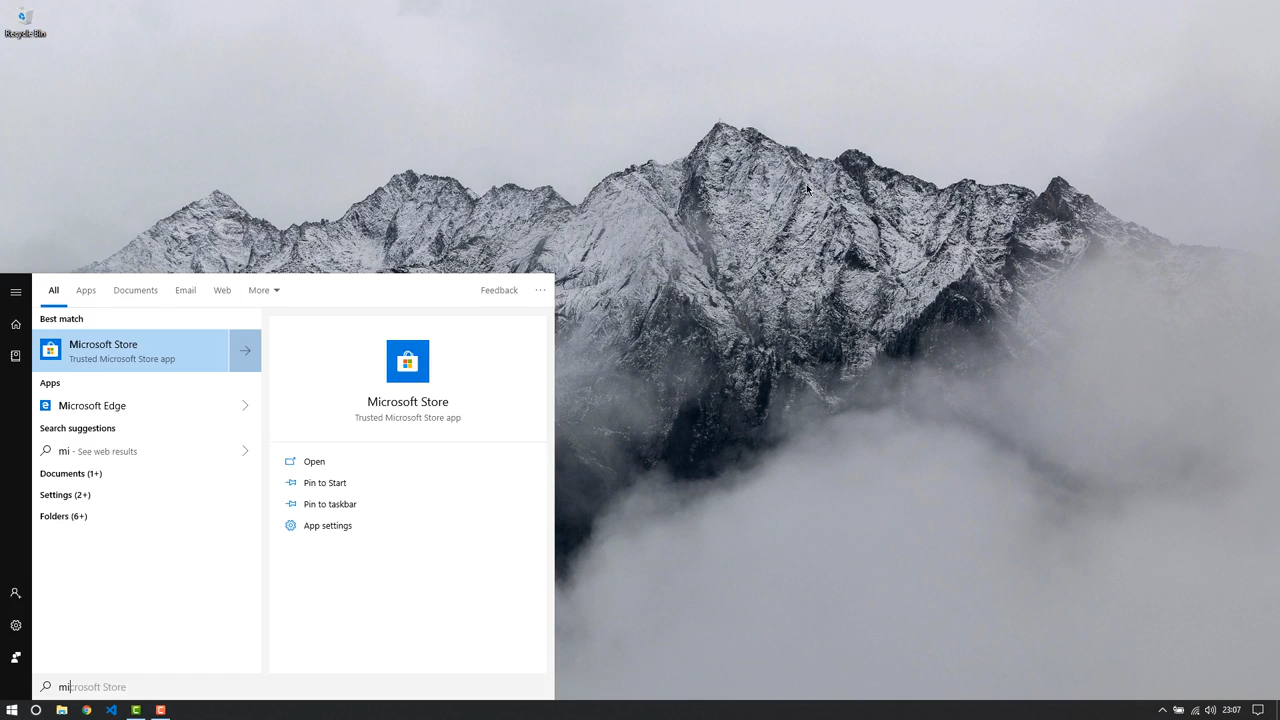 Recycle Bin
All Apps Documents Email Web More Feedback ...
Best match
Microsoft Store
Trusted Microsoft Store app
Apps
Microsoft Edge
Search suggestions
mi - See web results
Documents (1+)
Settings (2+)
Folders (6+)
Microsoft Store
Trusted Microsoft Store app
Open
Pin to Start
Pin to taskbar
App settings
microsoft Store
23:07